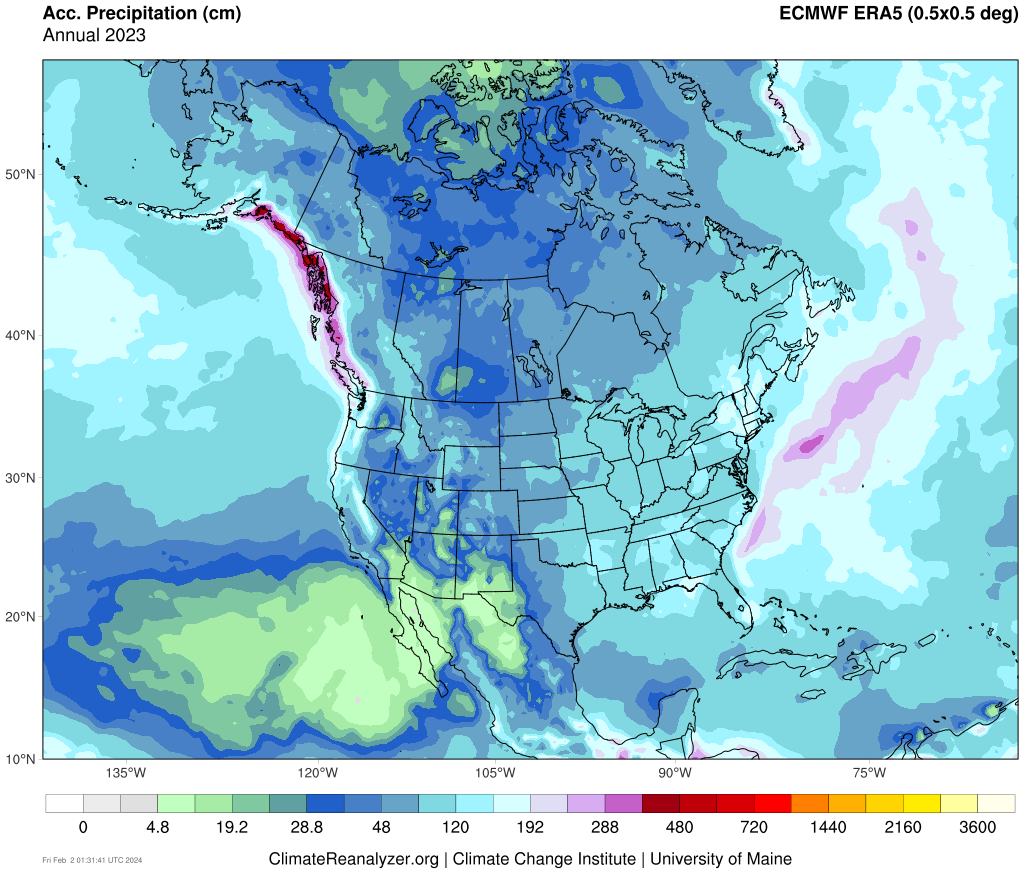 Acc. Precipitation (cm)
ECMWF ERA5 (0.5x0.5 deg)
Annual 2023
50°N
40°N
30°N
20°N
10°N
135°W 120°W 105°W 90°W 75°W
0 4.8 19.2 28.8 48 120 192 288 480 720 1440 2160 3600
Fri Feb 2 01:31:41 UTC 2024
ClimateReanalyzer.org | Climate Change Institute | University of Maine